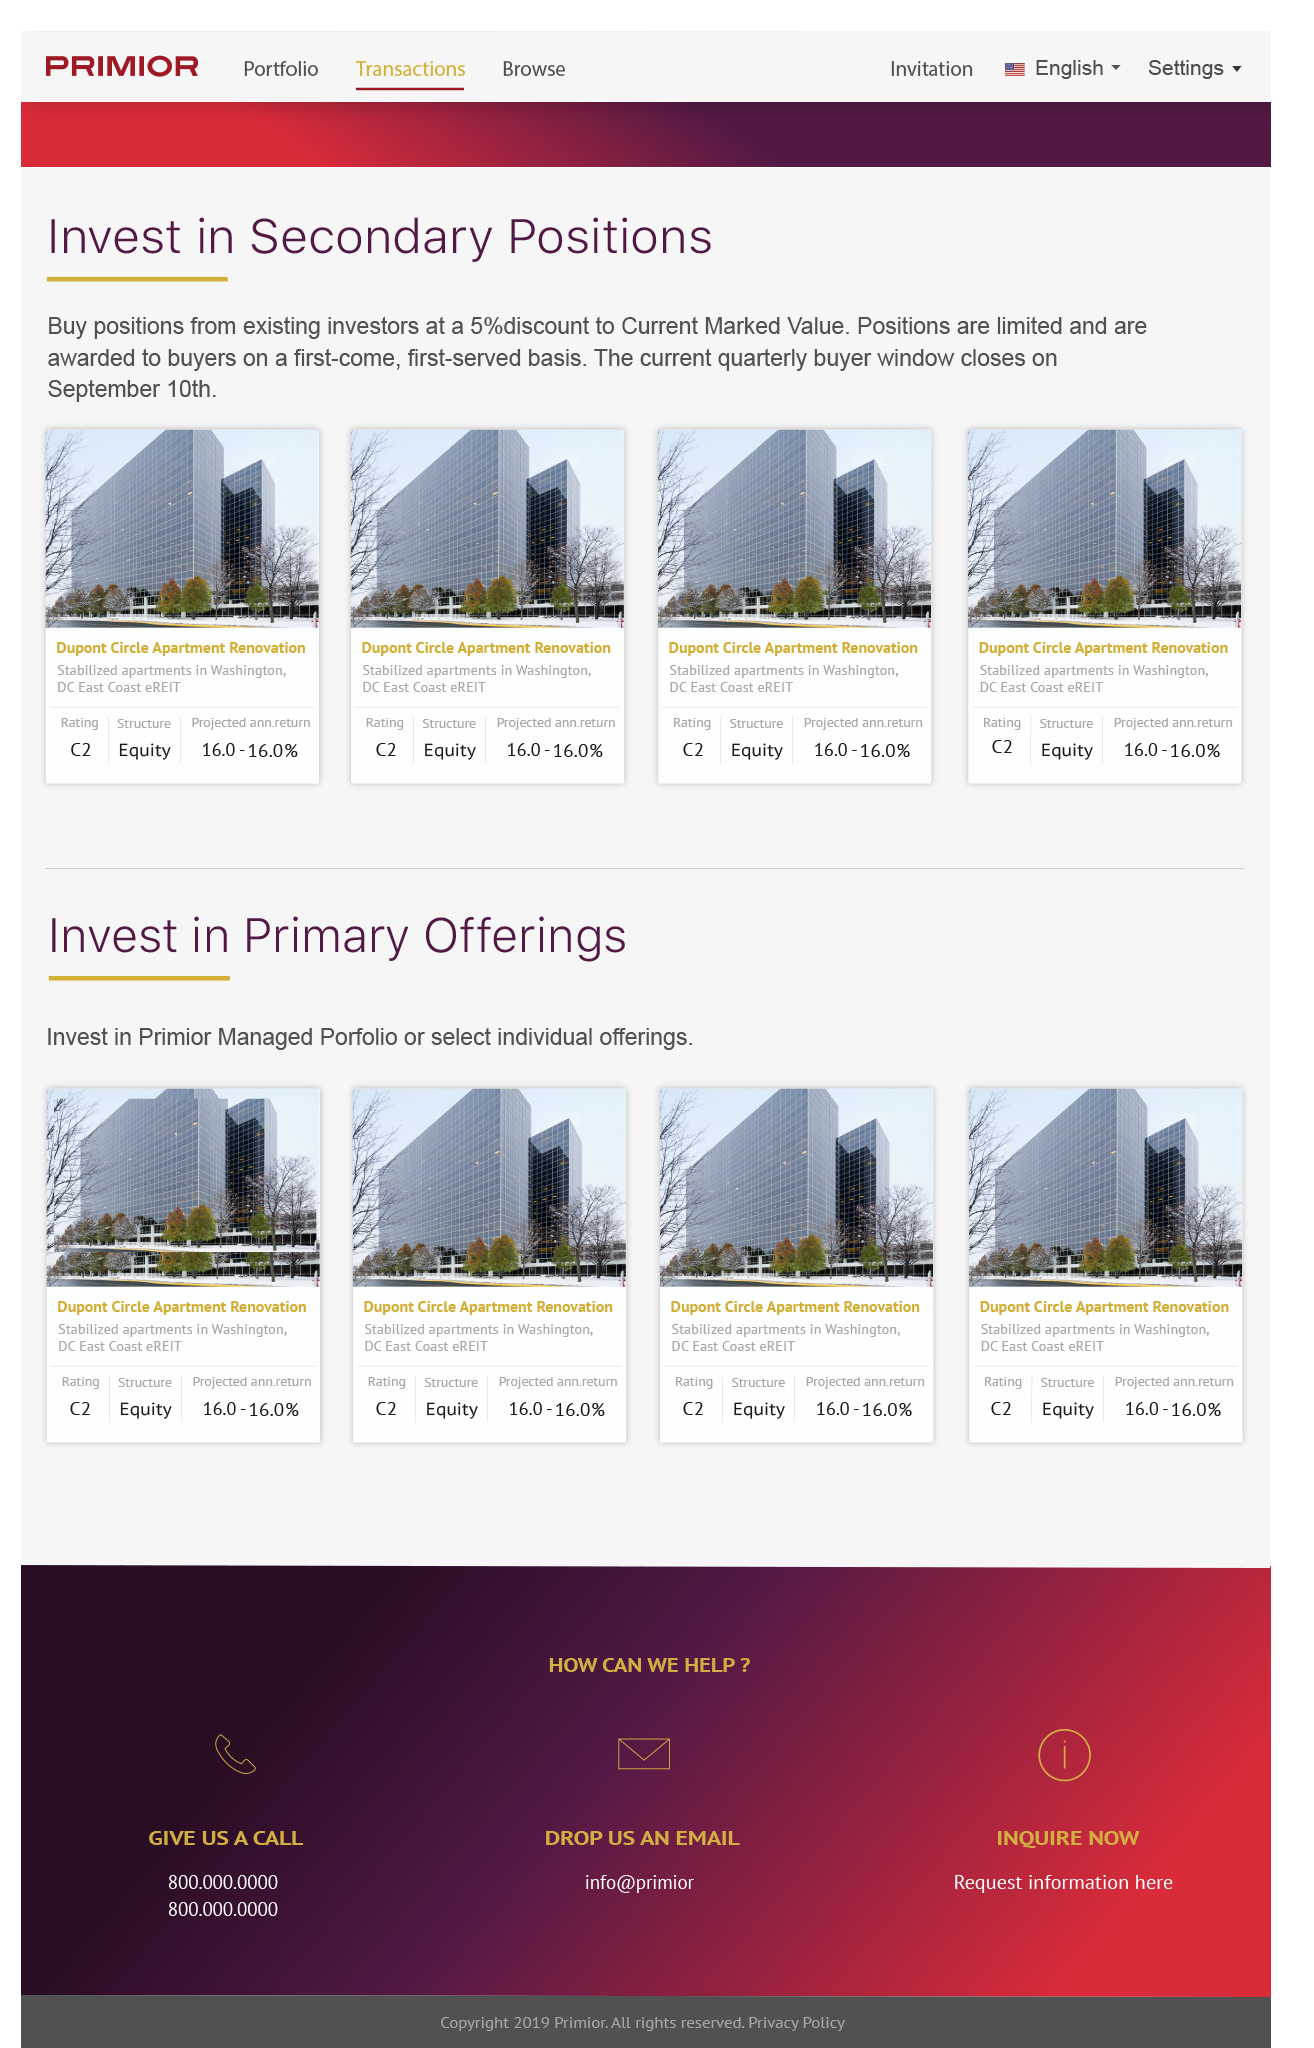 PRIMIOR Portfolio Transactions Browse Invitation English Settings
Invest in Secondary Positions
Buy positions from existing investors at a 5%discount to Current Marked Value. Positions are limited and are
awarded to buyers on a first-come, first-served basis. The current quarterly buyer window closes on
September 10th.
Dupont Circle Apartment Renovation
Stabilized apartments in Washington,
DC East Coast eREIT
Rating Structure Projected ann.return
C2 Equity 16.0 - 16.0%
Dupont Circle Apartment Renovation
Stabilized apartments in Washington,
DC East Coast eREIT
Rating Structure Projected ann.return
C2 Equity 16.0 - 16.0%
Dupont Circle Apartment Renovation
Stabilized apartments in Washington,
DC East Coast eREIT
Rating Structure Projected ann.return
C2 Equity 16.0 - 16.0%
Dupont Circle Apartment Renovation
Stabilized apartments in Washington,
DC East Coast eREIT
Rating Structure Projected ann.return
C2 Equity 16.0 - 16.0%
Invest in Primary Offerings
Invest in Primior Managed Porfolio or select individual offerings.
Dupont Circle Apartment Renovation
Stabilized apartments in Washington,
DC East Coast eREIT
Rating Structure Projected ann.return
C2 Equity 16.0 - 16.0%
Dupont Circle Apartment Renovation
Stabilized apartments in Washington,
DC East Coast eREIT
Rating Structure Projected ann.return
C2 Equity 16.0 - 16.0%
Dupont Circle Apartment Renovation
Stabilized apartments in Washington,
DC East Coast eREIT
Rating Structure Projected ann.return
C2 Equity 16.0 - 16.0%
Dupont Circle Apartment Renovation
Stabilized apartments in Washington,
DC East Coast eREIT
Rating Structure Projected ann.return
C2 Equity 16.0 - 16.0%
HOW CAN WE HELP ?
GIVE US A CALL
800.000.0000
800.000.0000
DROP US AN EMAIL
info@primior
INQUIRE NOW
Request information here
Copyright 2019 Primior. All rights reserved. Privacy Policy